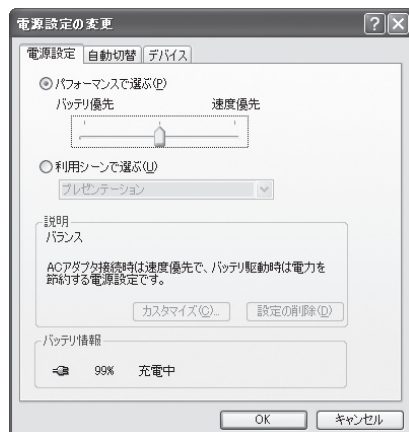 電源設定の変更
電源設定 自動切替 デバイス
パフォーマンスで選ぶ(P)
バッテリ優先 速度優先
利用シーンで選ぶ(U)
プレゼンテーション
説明
バランス
ACアダプタ接続時は速度優先で、バッテリ駆動時は電力を
節約する電源設定です。
カスタマイズ(C)... 設定の削除(D)
バッテリ情報
99% 充電中
OK キャンセル